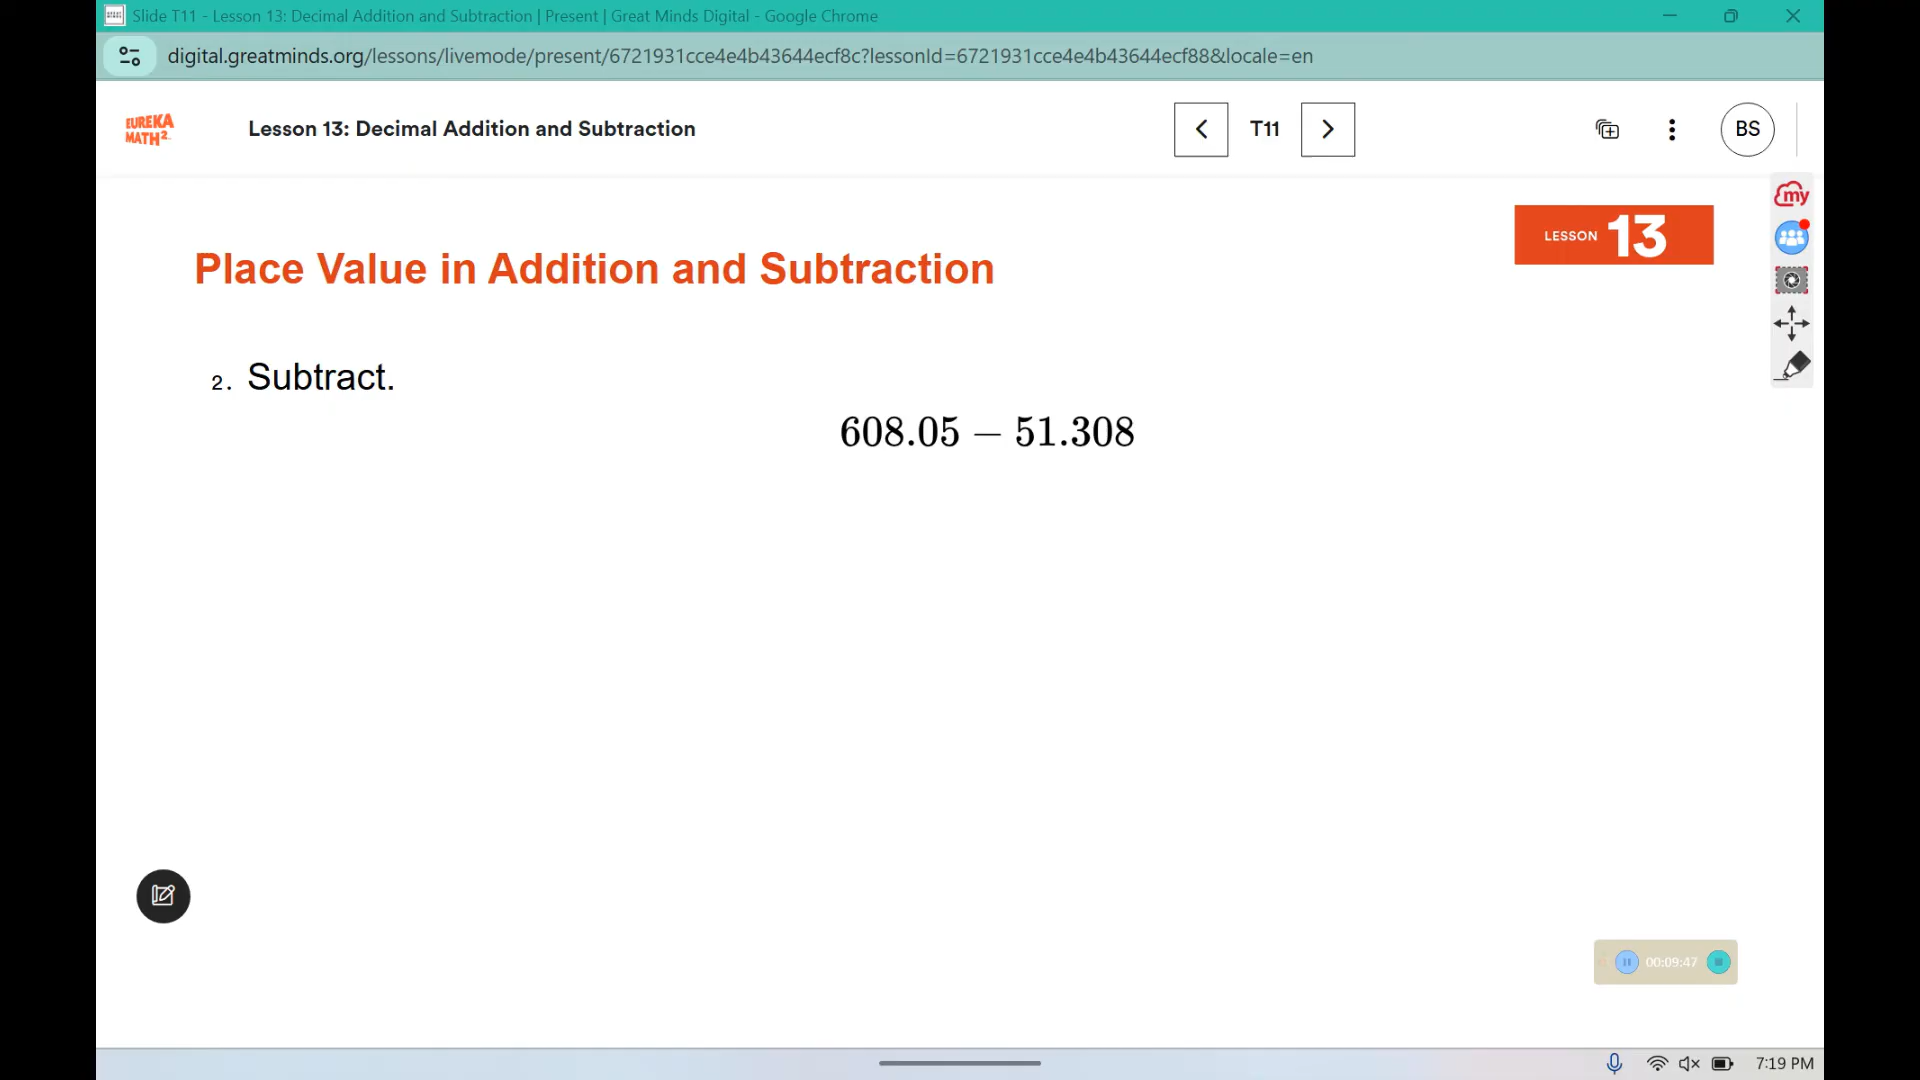 Slide T11 - Lesson 13: Decimal Addition and Subtraction | Present | Great Minds Digital - Google Chrome
digital.greatminds.org/lessons/livemode/present/6721931cce4e4b43644ecf8c?lessonId=6721931cce4e4b43644ecf88&locale=en
EUREKA
MATH²
Lesson 13: Decimal Addition and Subtraction
T11
BS
my
LESSON 13
Place Value in Addition and Subtraction
2. Subtract.
608.05 − 51.308
00:09:47
7:19 PM